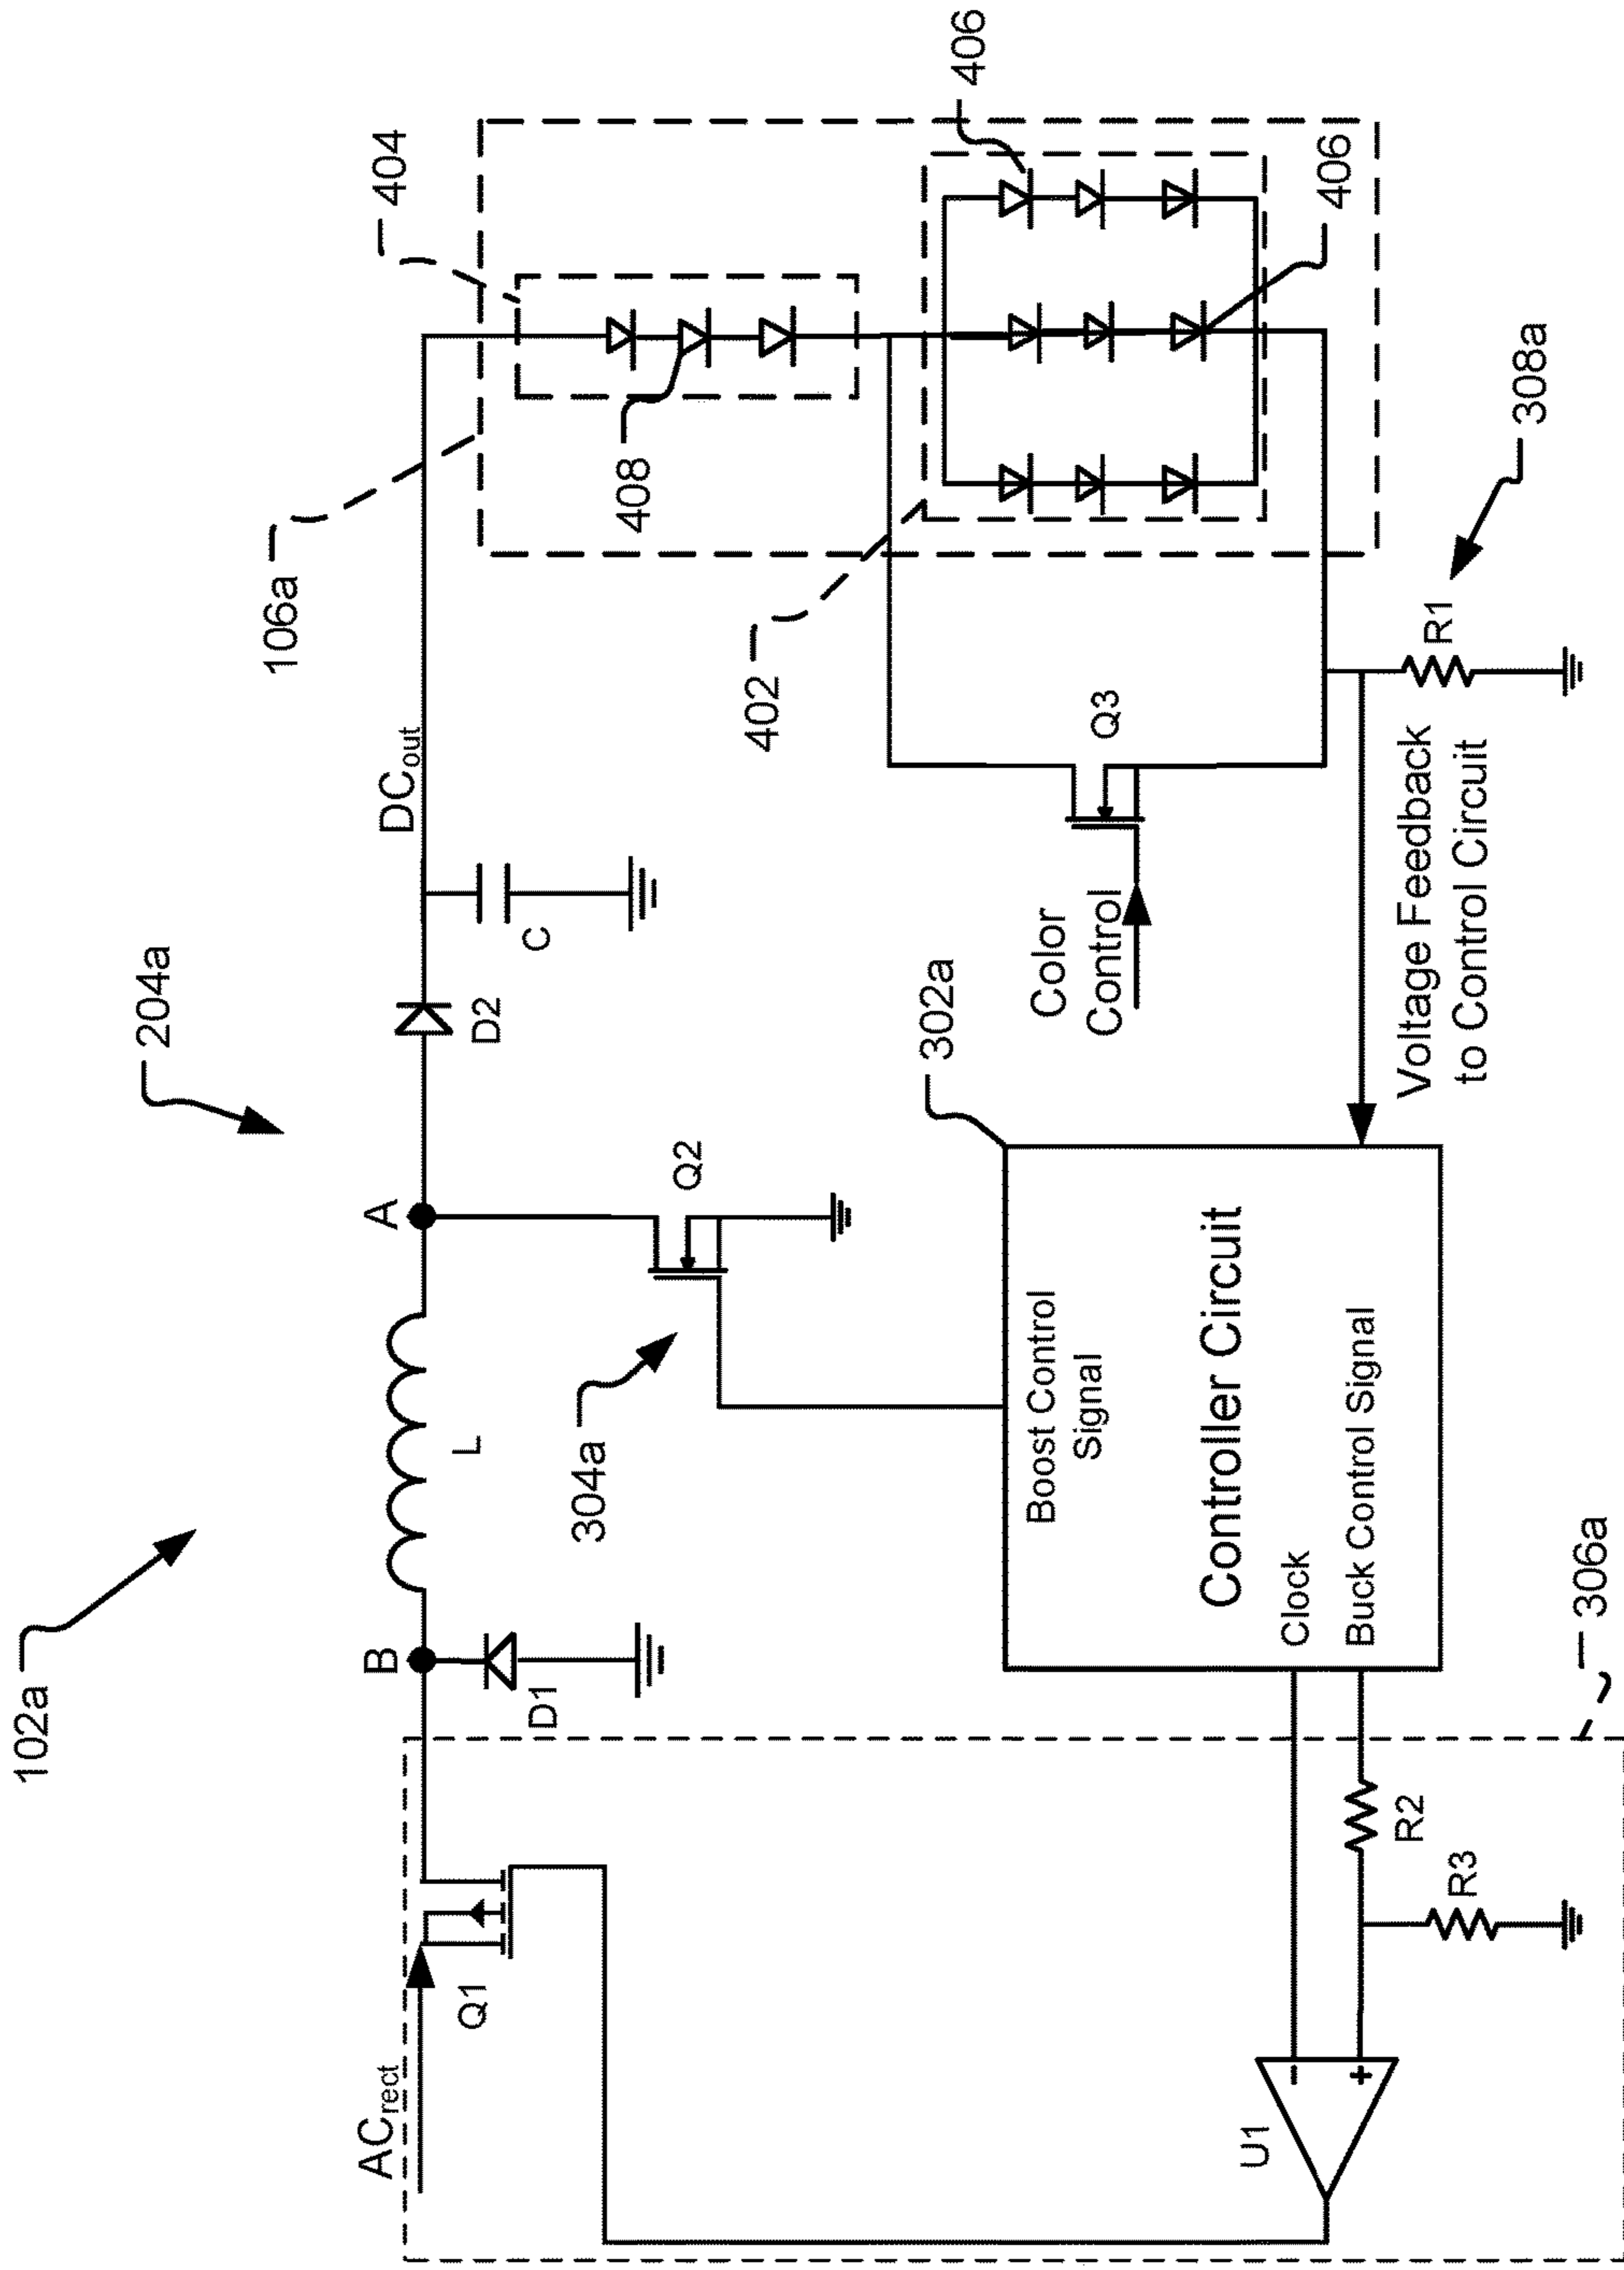 102a
204a
106a
404
406
ACrect
Q1
B
D1
L
A
D2
C
DCout
408
402
406
304a
Q2
302a
Color
Control
Q3
R1
308a
Boost Control
Signal
Controller Circuit
Clock
Buck Control Signal
Voltage Feedback
to Control Circuit
U1
-
+
R2
R3
306a